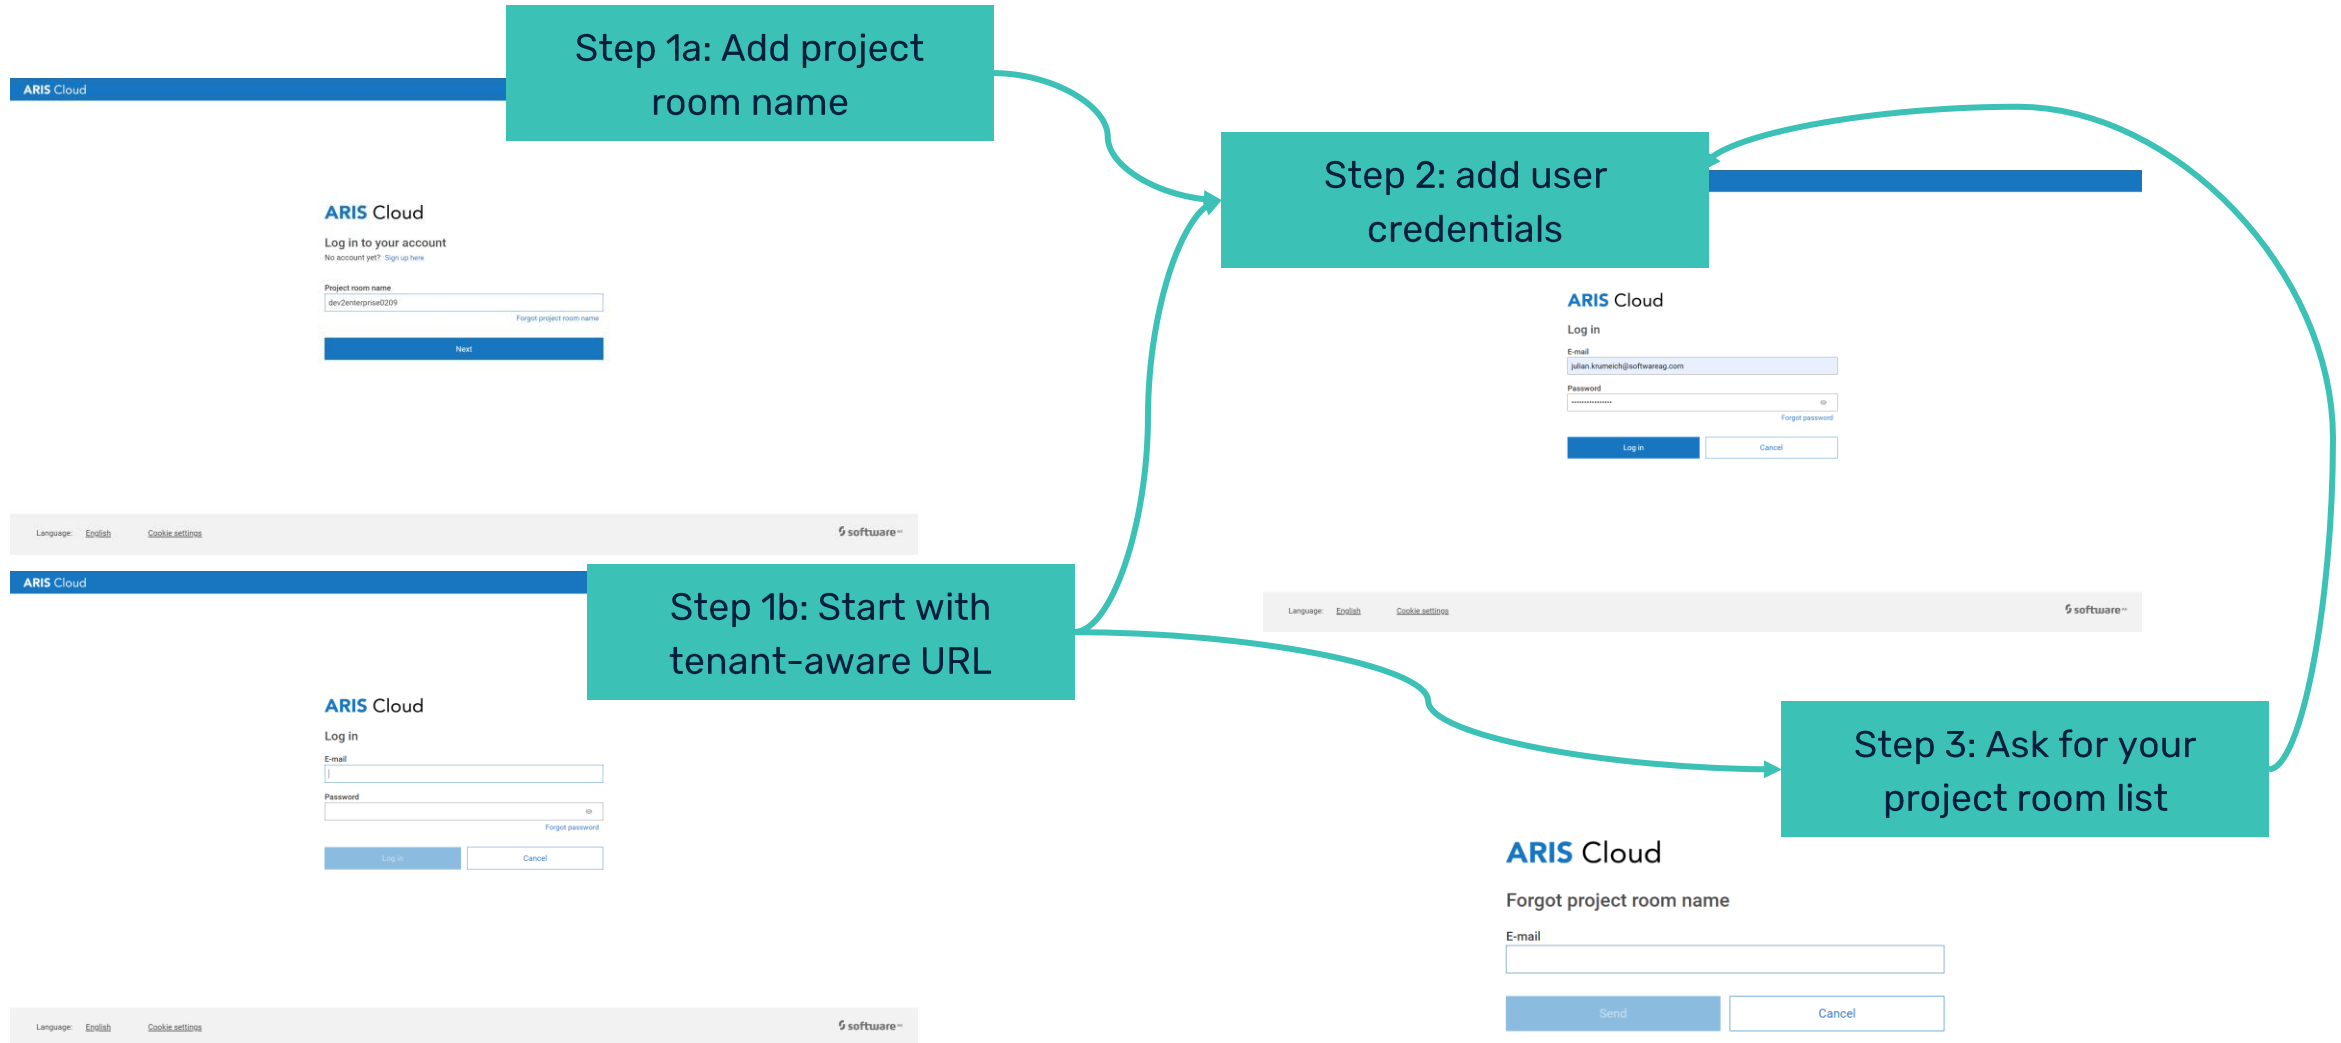 Step 1a: Add project
room name
ARIS Cloud
ARIS Cloud
Log in to your account
No account yet? Sign up here
Project room name
dev2enterprise0209
Forgot project room name
Next
Language: English Cookie settings
software AG
Step 2: add user
credentials
ARIS Cloud
Log in
E-mail
julian.krumeich@softwareag.com
Password
••••••••••••••••
Forgot password
Log in Cancel
Language: English Cookie settings
software AG
ARIS Cloud
Step 1b: Start with
tenant-aware URL
ARIS Cloud
Log in
E-mail
Password
Forgot password
Log in Cancel
Language: English Cookie settings
software AG
Step 3: Ask for your
project room list
ARIS Cloud
Forgot project room name
E-mail
Send Cancel